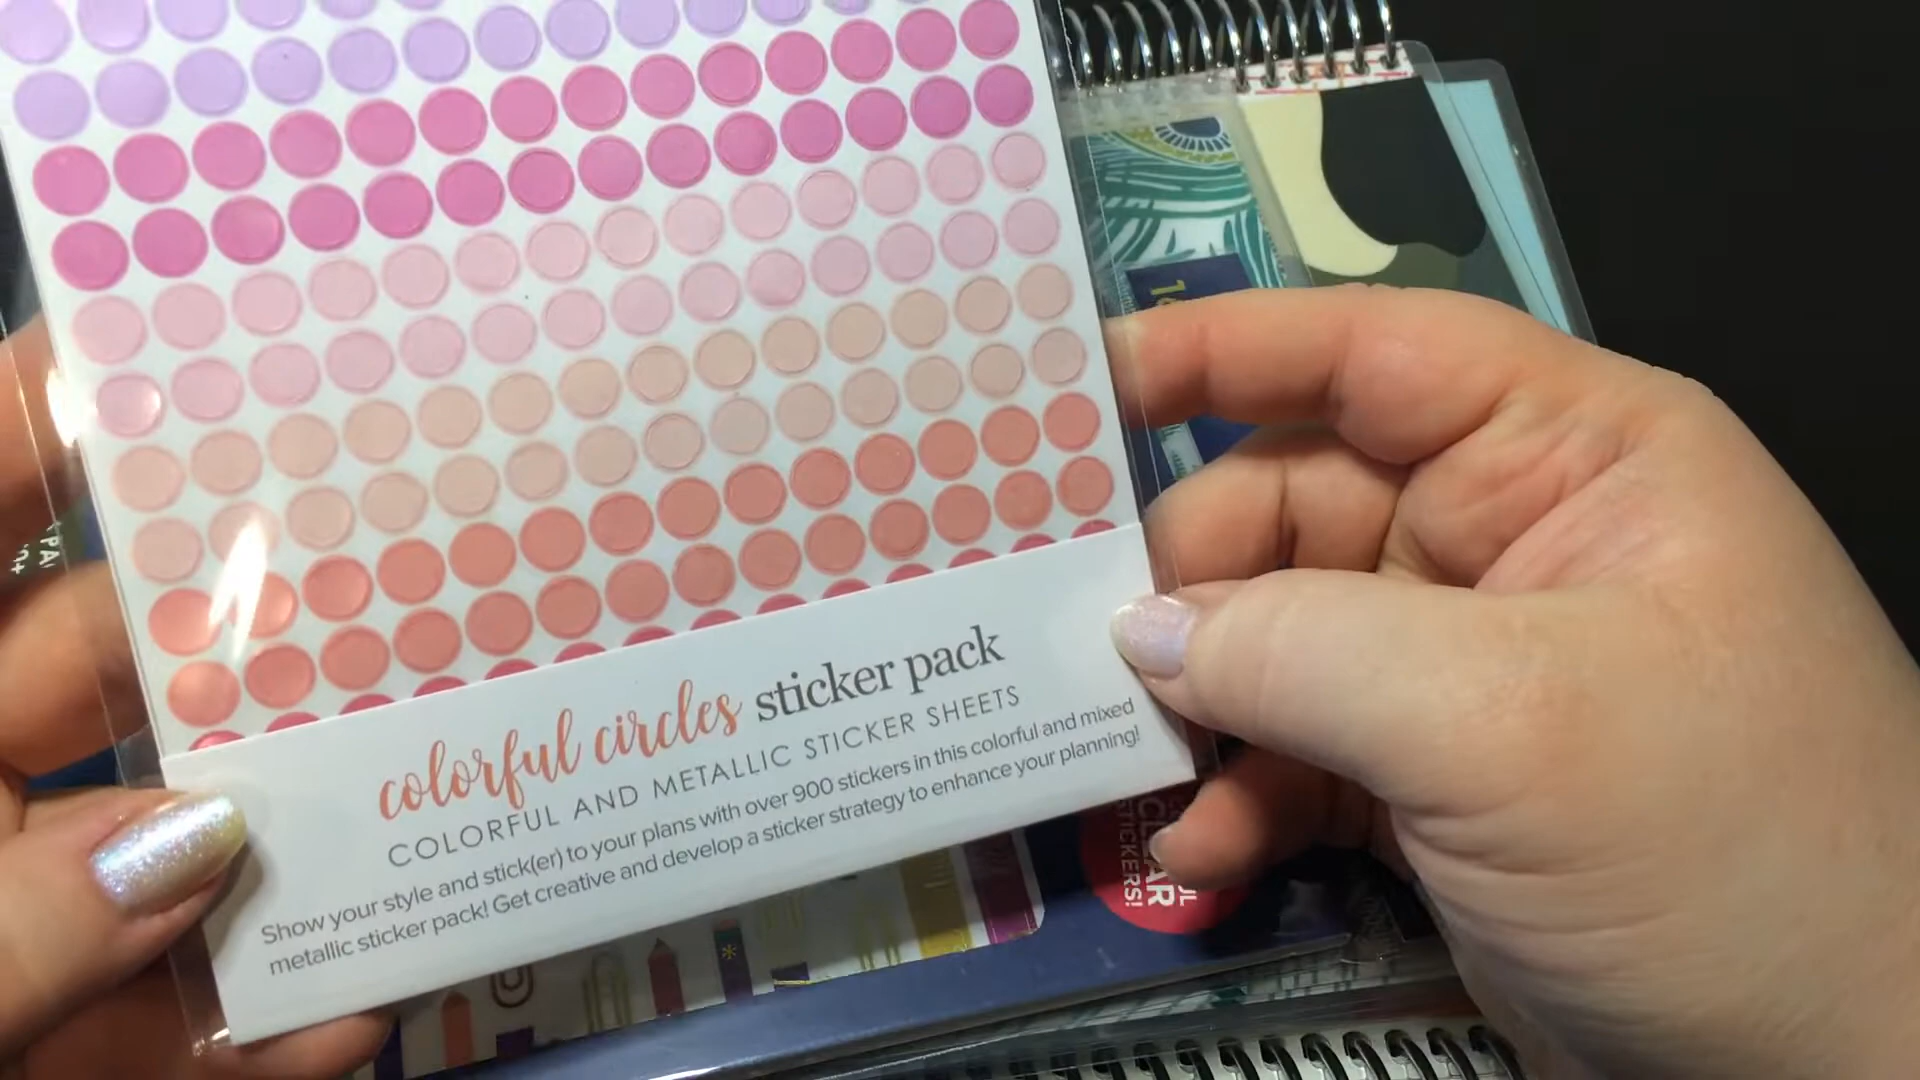 colorful circles sticker pack
COLORFUL AND METALLIC STICKER SHEETS
Show your style and stick(er) to your plans with over 900 stickers in this colorful and mixed
metallic sticker pack! Get creative and develop a sticker strategy to enhance your planning!
CLEAR
STICKERS!